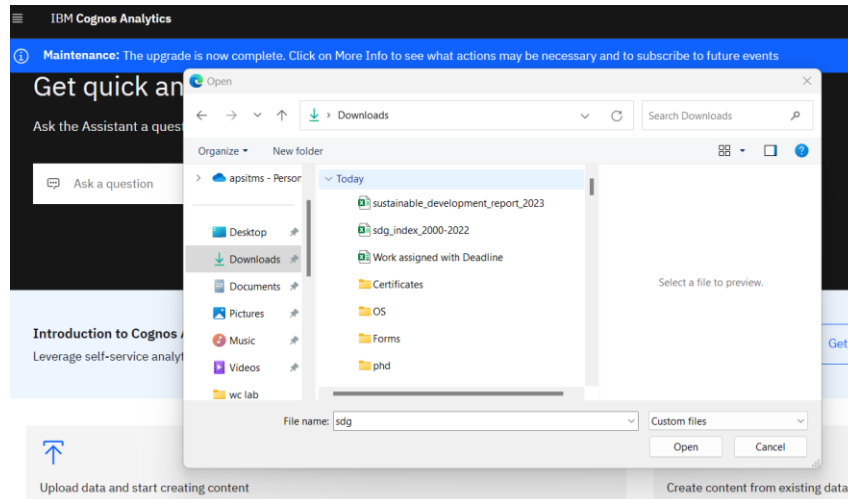 IBM Cognos Analytics
Maintenance: The upgrade is now complete. Click on More Info to see what actions may be necessary and to subscribe to future events
Get quick an
Ask the Assistant a quest
Ask a question
Open
Downloads
Search Downloads
Organize
New folder
apsitms - Person
Desktop
Downloads
Documents
Pictures
Music
Videos
wc lab
Today
sustainable_development_report_2023
sdg_index_2000-2022
Work assigned with Deadline
Certificates
OS
Forms
phd
Select a file to preview.
File name: sdg
Custom files
Open
Cancel
Introduction to Cognos A
Leverage self-service analyt
Get
Upload data and start creating content
Create content from existing data